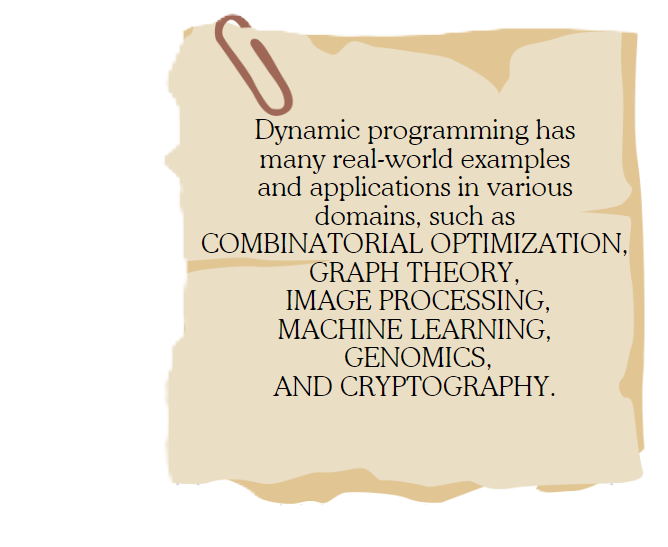 Dynamic programming has
many real-world examples
and applications in various
domains, such as
COMBINATORIAL OPTIMIZATION,
GRAPH THEORY,
IMAGE PROCESSING,
MACHINE LEARNING,
GENOMICS,
AND CRYPTOGRAPHY.